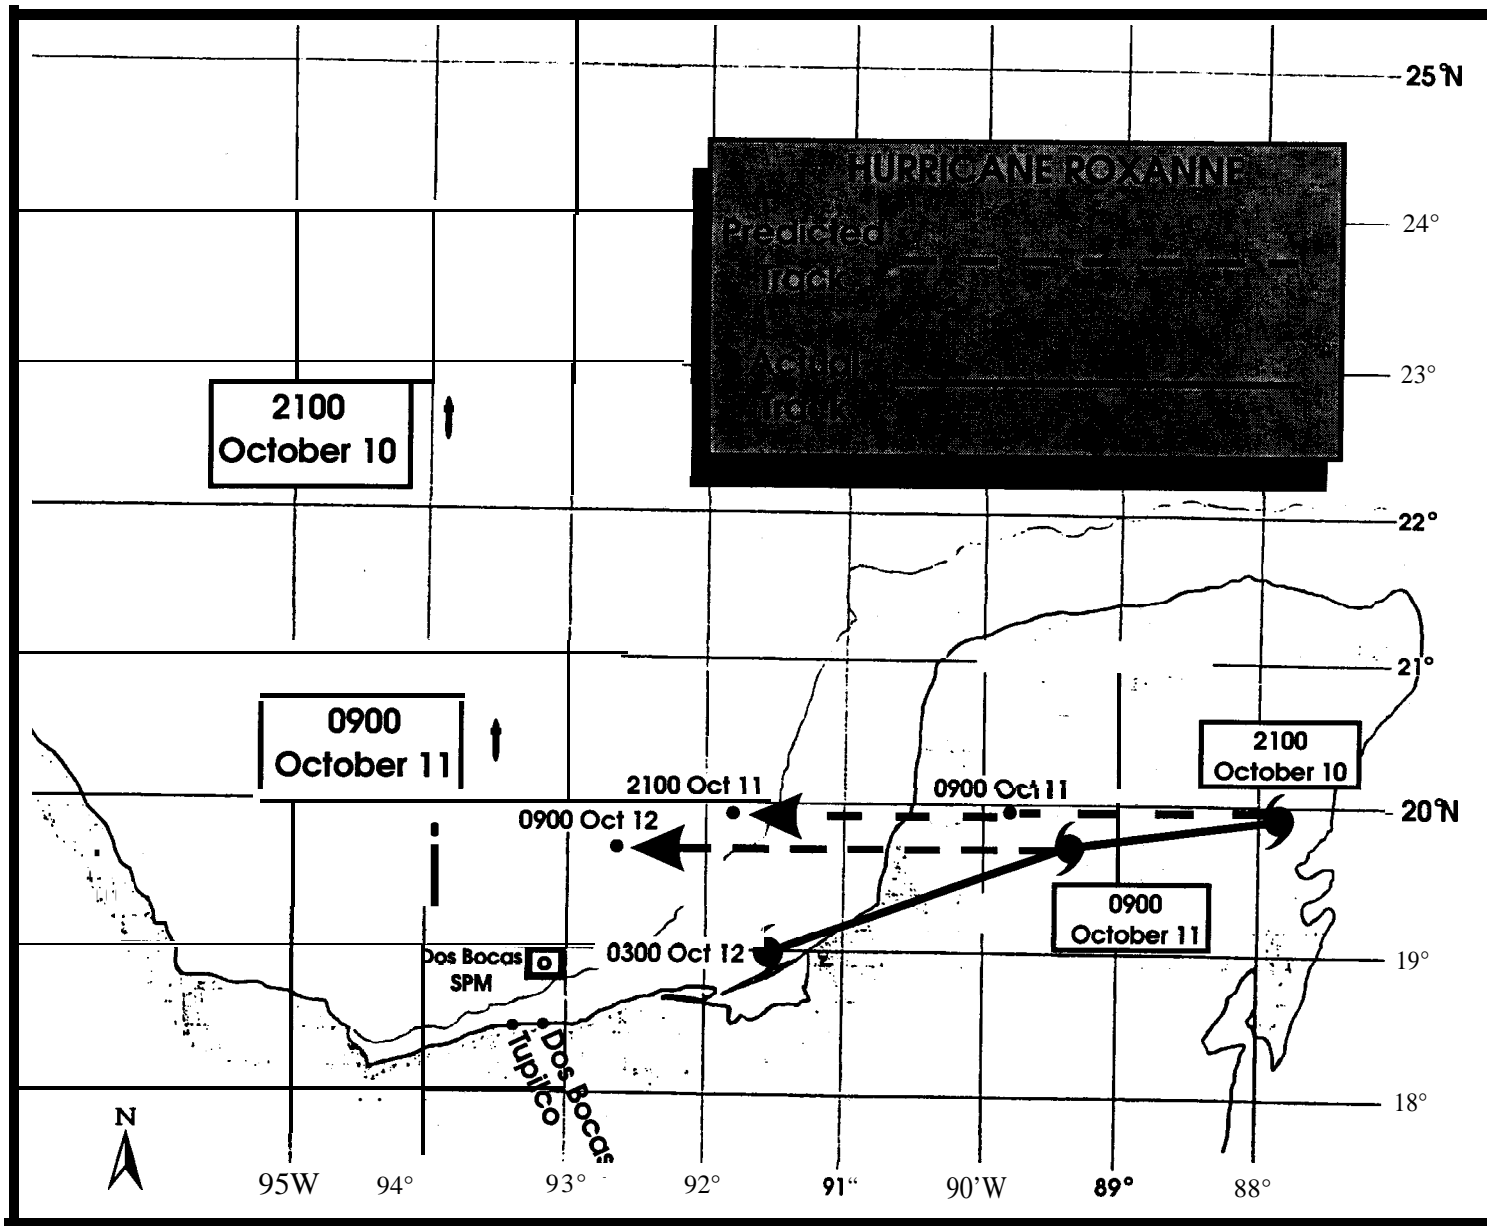 25°N
HURRICANE ROXANNE
Predicted
Track
24°
Actual
Track
23°
2100
October 10
22°
21°
0900
October 11
2100
October 10
2100 Oct 11
0900 Oct 11
20°N
0900 Oct 12
0900
October 11
Dos Bocas
SPM
0300 Oct 12
19°
Tupilco
Dos Bocas
18°
N
95W
94°
93°
92°
91“
90'W
89°
88°